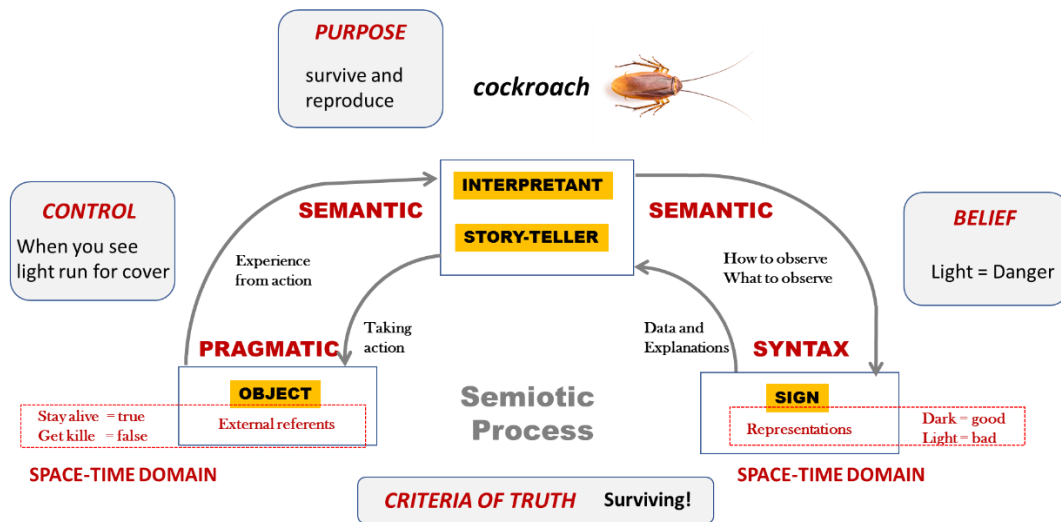 PURPOSE
survive and
reproduce
cockroach
INTERPRETANT
STORY-TELLER
SEMANTIC
SEMANTIC
CONTROL
When you see
light run for cover
BELIEF
Light = Danger
Experience
from action
How to observe
What to observe
Taking
action
Data and
Explanations
PRAGMATIC
SYNTAX
OBJECT
External referents
Stay alive = true
Get kille = false
SPACE-TIME DOMAIN
Semiotic
Process
SIGN
Representations
Dark = good
Light = bad
SPACE-TIME DOMAIN
CRITERIA OF TRUTH Surviving!